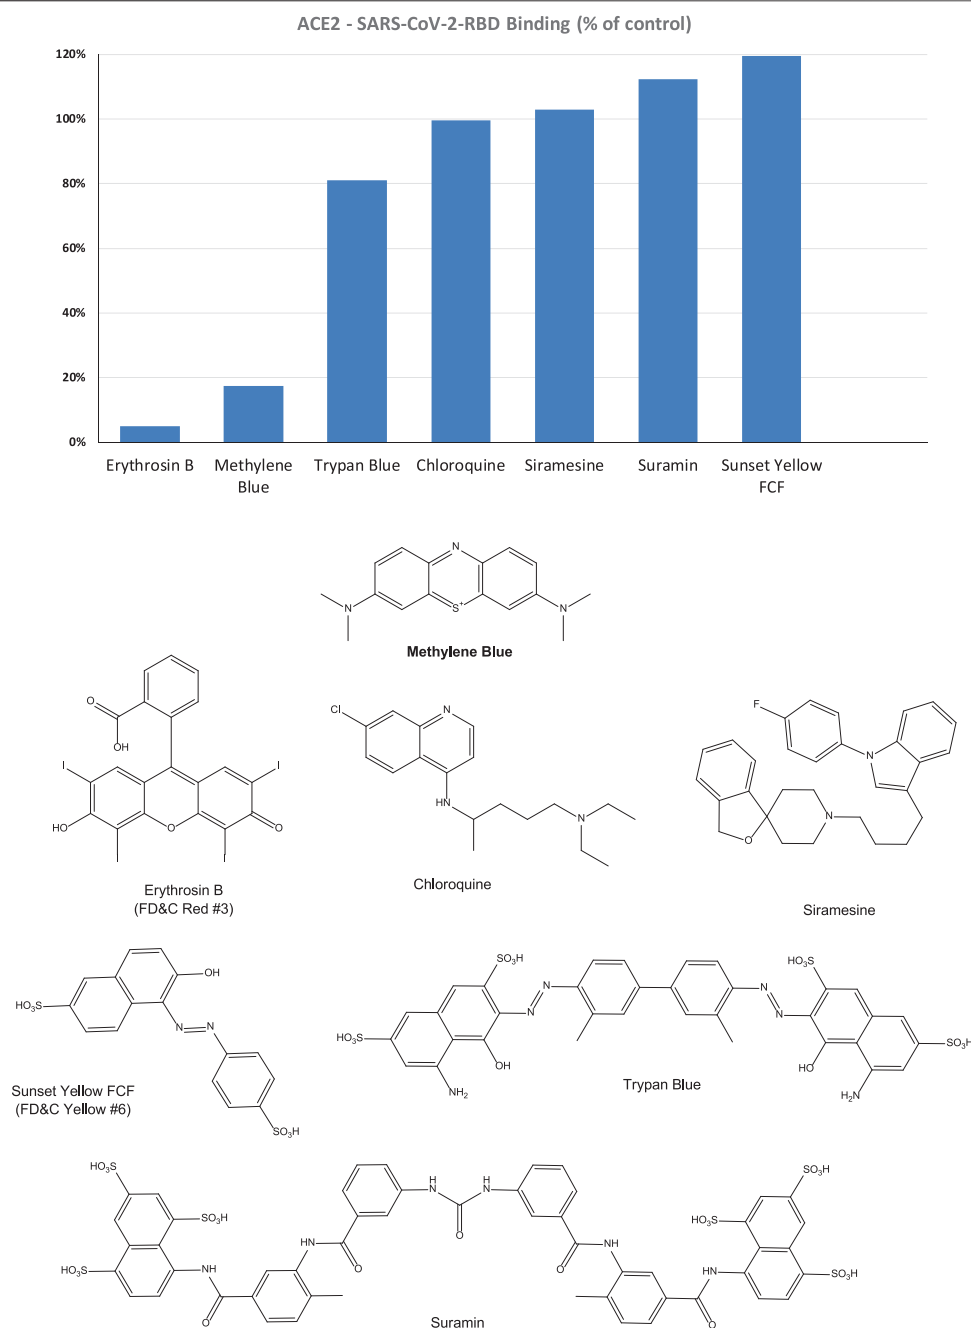 ACE2 - SARS-CoV-2-RBD Binding (% of control)
120%
100%
80%
60%
40%
20%
0%
Erythrosin B
Methylene
Blue
Trypan Blue
Chloroquine
Siramesine
Suramin
Sunset Yellow
FCF
N
N
S+
N
Methylene Blue
O
OH
I
I
HO
O
O
I
Erythrosin B
(FD&C Red #3)
Cl
N
HN
N
Chloroquine
F
N
N
O
Siramesine
OH
HO3S
N
N
SO3H
Sunset Yellow FCF
(FD&C Yellow #6)
SO3H
N
N
HO3S
OH
NH2
HO3S
N
N
SO3H
HO
H2N
Trypan Blue
HO3S
SO3H
HO3S
NH
O
HN
O
H
N
O
H
N
O
NH
O
HN
SO3H
HO3S
SO3H
Suramin